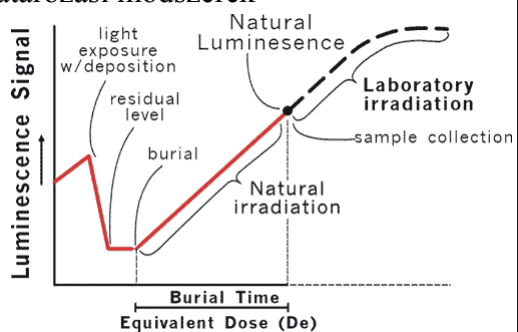 Natural
Luminesence
light
exposure
w/deposition
Laboratory
irradiation
residual
level
sample collection
burial
Natural
irradiation
Luminescence Signal
Burial Time
Equivalent Dose (De)